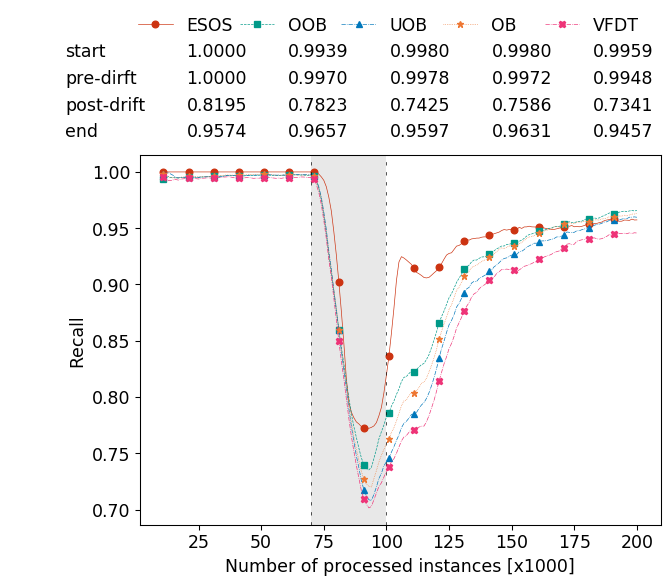 ESOS OOB UOB OB VFDT
start 1.0000 0.9939 0.9980 0.9980 0.9959
pre-dirft 1.0000 0.9970 0.9978 0.9972 0.9948
post-drift 0.8195 0.7823 0.7425 0.7586 0.7341
end 0.9574 0.9657 0.9597 0.9631 0.9457
1.00
0.95
0.90
0.85
0.80
0.75
0.70
Recall
25 50 75 100 125 150 175 200
Number of processed instances [x1000]